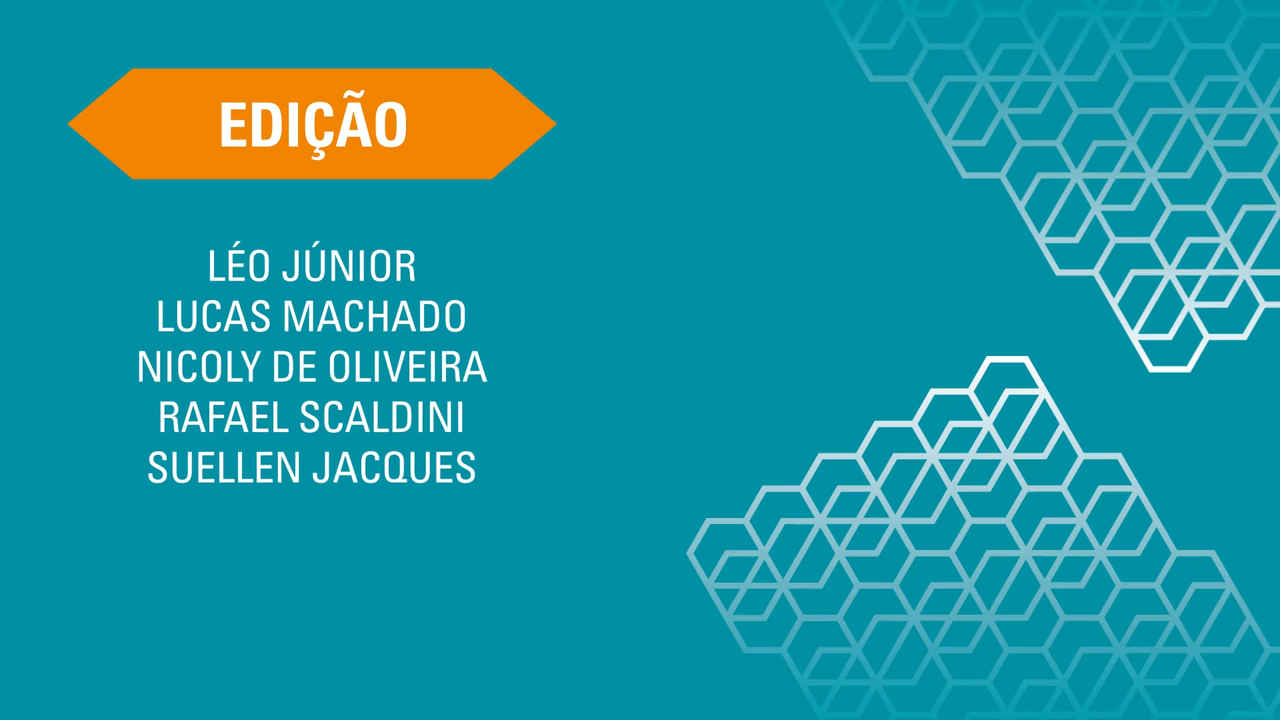 EDIÇÃO
LÉO JÚNIOR
LUCAS MACHADO
NICOLY DE OLIVEIRA
RAFAEL SCALDINI
SUELLEN JACQUES